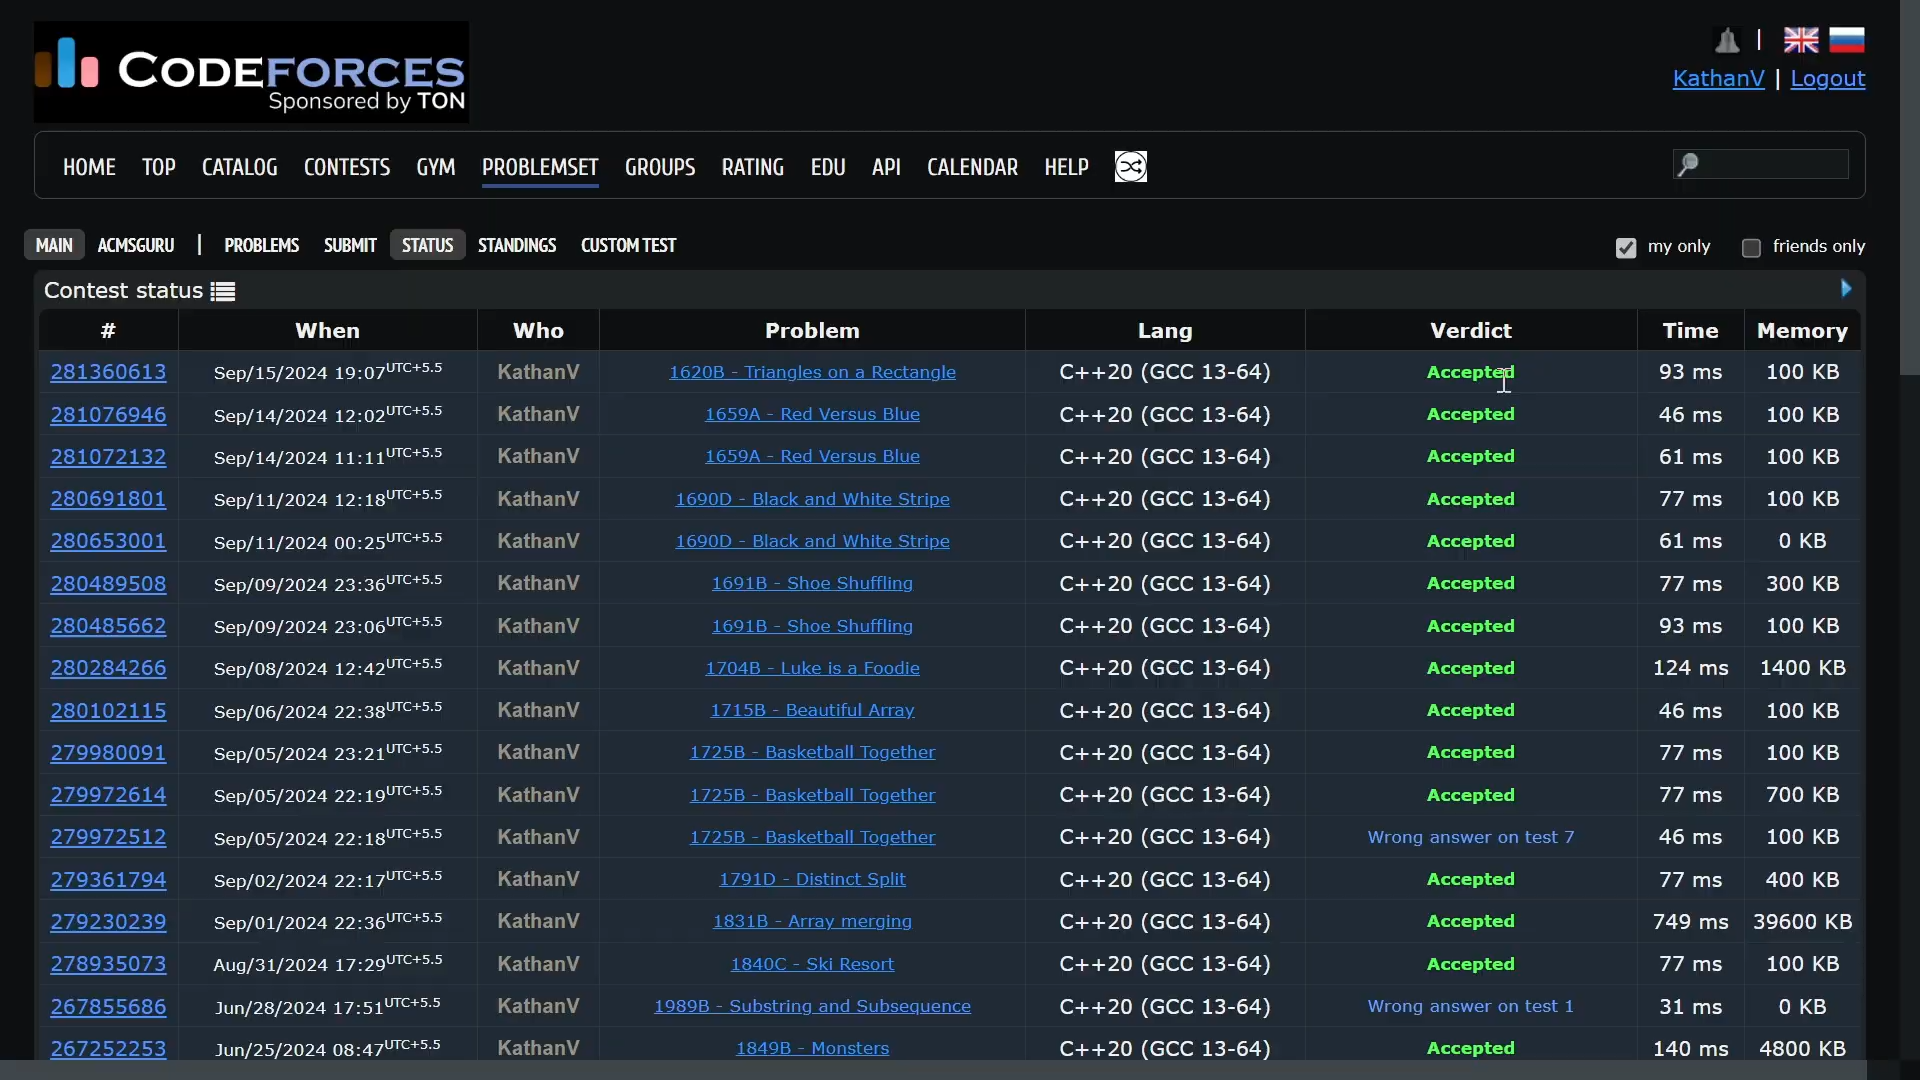 CODEFORCES
Sponsored by TON
|
KathanV | Logout
HOME TOP CATALOG CONTESTS GYM PROBLEMSET GROUPS RATING EDU API CALENDAR HELP
MAIN ACMSGURU | PROBLEMS SUBMIT STATUS STANDINGS CUSTOM TEST my only friends only
Contest status
# When Who Problem Lang Verdict Time Memory
281360613 Sep/15/2024 19:07UTC+5.5 KathanV 1620B - Triangles on a Rectangle C++20 (GCC 13-64) Accepted 93 ms 100 KB
281076946 Sep/14/2024 12:02UTC+5.5 KathanV 1659A - Red Versus Blue C++20 (GCC 13-64) Accepted 46 ms 100 KB
281072132 Sep/14/2024 11:11UTC+5.5 KathanV 1659A - Red Versus Blue C++20 (GCC 13-64) Accepted 61 ms 100 KB
280691801 Sep/11/2024 12:18UTC+5.5 KathanV 1690D - Black and White Stripe C++20 (GCC 13-64) Accepted 77 ms 100 KB
280653001 Sep/11/2024 00:25UTC+5.5 KathanV 1690D - Black and White Stripe C++20 (GCC 13-64) Accepted 61 ms 0 KB
280489508 Sep/09/2024 23:36UTC+5.5 KathanV 1691B - Shoe Shuffling C++20 (GCC 13-64) Accepted 77 ms 300 KB
280485662 Sep/09/2024 23:06UTC+5.5 KathanV 1691B - Shoe Shuffling C++20 (GCC 13-64) Accepted 93 ms 100 KB
280284266 Sep/08/2024 12:42UTC+5.5 KathanV 1704B - Luke is a Foodie C++20 (GCC 13-64) Accepted 124 ms 1400 KB
280102115 Sep/06/2024 22:38UTC+5.5 KathanV 1715B - Beautiful Array C++20 (GCC 13-64) Accepted 46 ms 100 KB
279980091 Sep/05/2024 23:21UTC+5.5 KathanV 1725B - Basketball Together C++20 (GCC 13-64) Accepted 77 ms 100 KB
279972614 Sep/05/2024 22:19UTC+5.5 KathanV 1725B - Basketball Together C++20 (GCC 13-64) Accepted 77 ms 700 KB
279972512 Sep/05/2024 22:18UTC+5.5 KathanV 1725B - Basketball Together C++20 (GCC 13-64) Wrong answer on test 7 46 ms 100 KB
279361794 Sep/02/2024 22:17UTC+5.5 KathanV 1791D - Distinct Split C++20 (GCC 13-64) Accepted 77 ms 400 KB
279230239 Sep/01/2024 22:36UTC+5.5 KathanV 1831B - Array merging C++20 (GCC 13-64) Accepted 749 ms 39600 KB
278935073 Aug/31/2024 17:29UTC+5.5 KathanV 1840C - Ski Resort C++20 (GCC 13-64) Accepted 77 ms 100 KB
267855686 Jun/28/2024 17:51UTC+5.5 KathanV 1989B - Substring and Subsequence C++20 (GCC 13-64) Wrong answer on test 1 31 ms 0 KB
267252253 Jun/25/2024 08:47UTC+5.5 KathanV 1849B - Monsters C++20 (GCC 13-64) Accepted 140 ms 4800 KB